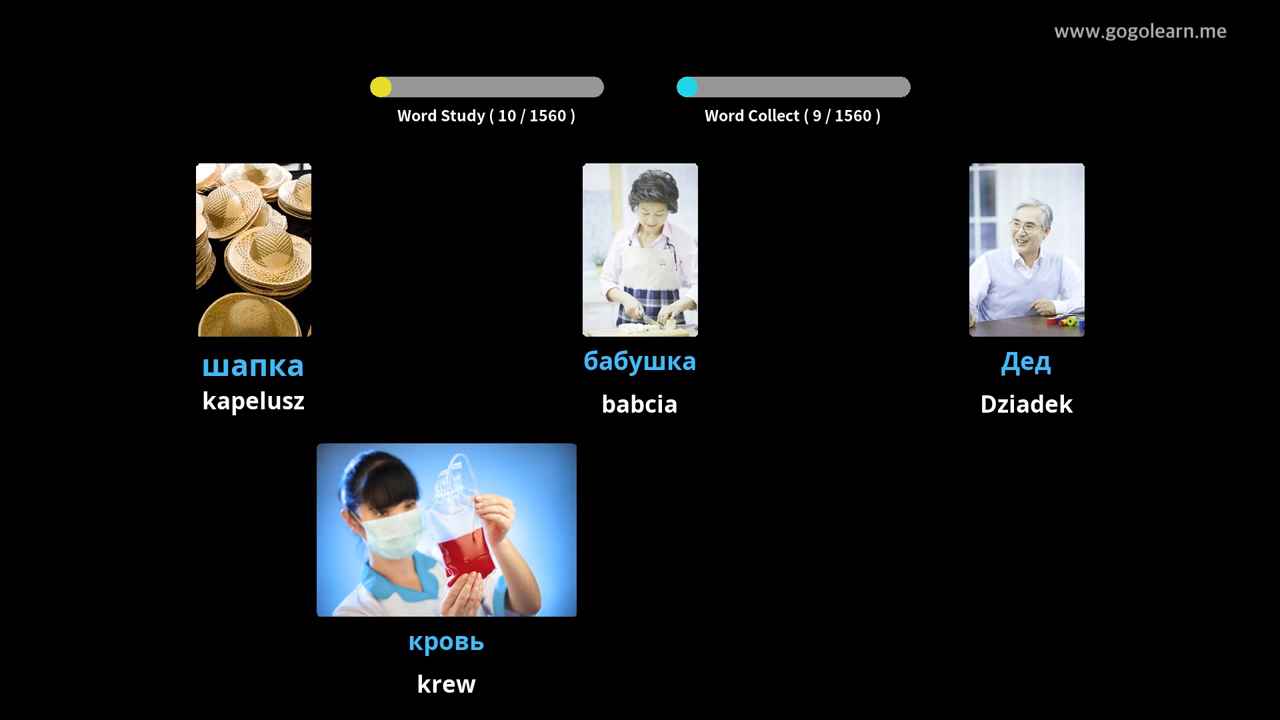 www.gogolearn.me
Word Study ( 10 / 1560 )
Word Collect ( 9 / 1560 )
шапка
kapelusz
бабушка
babcia
Дед
Dziadek
кровь
krew